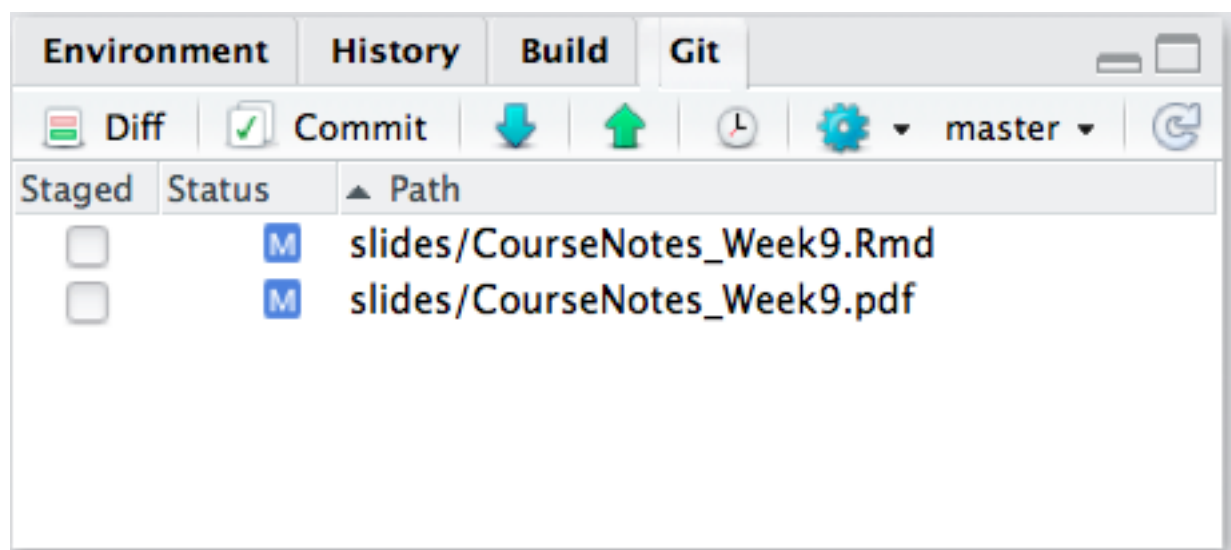 Environment History Build Git
Diff Commit master
Staged Status Path
M slides/CourseNotes_Week9.Rmd
M slides/CourseNotes_Week9.pdf